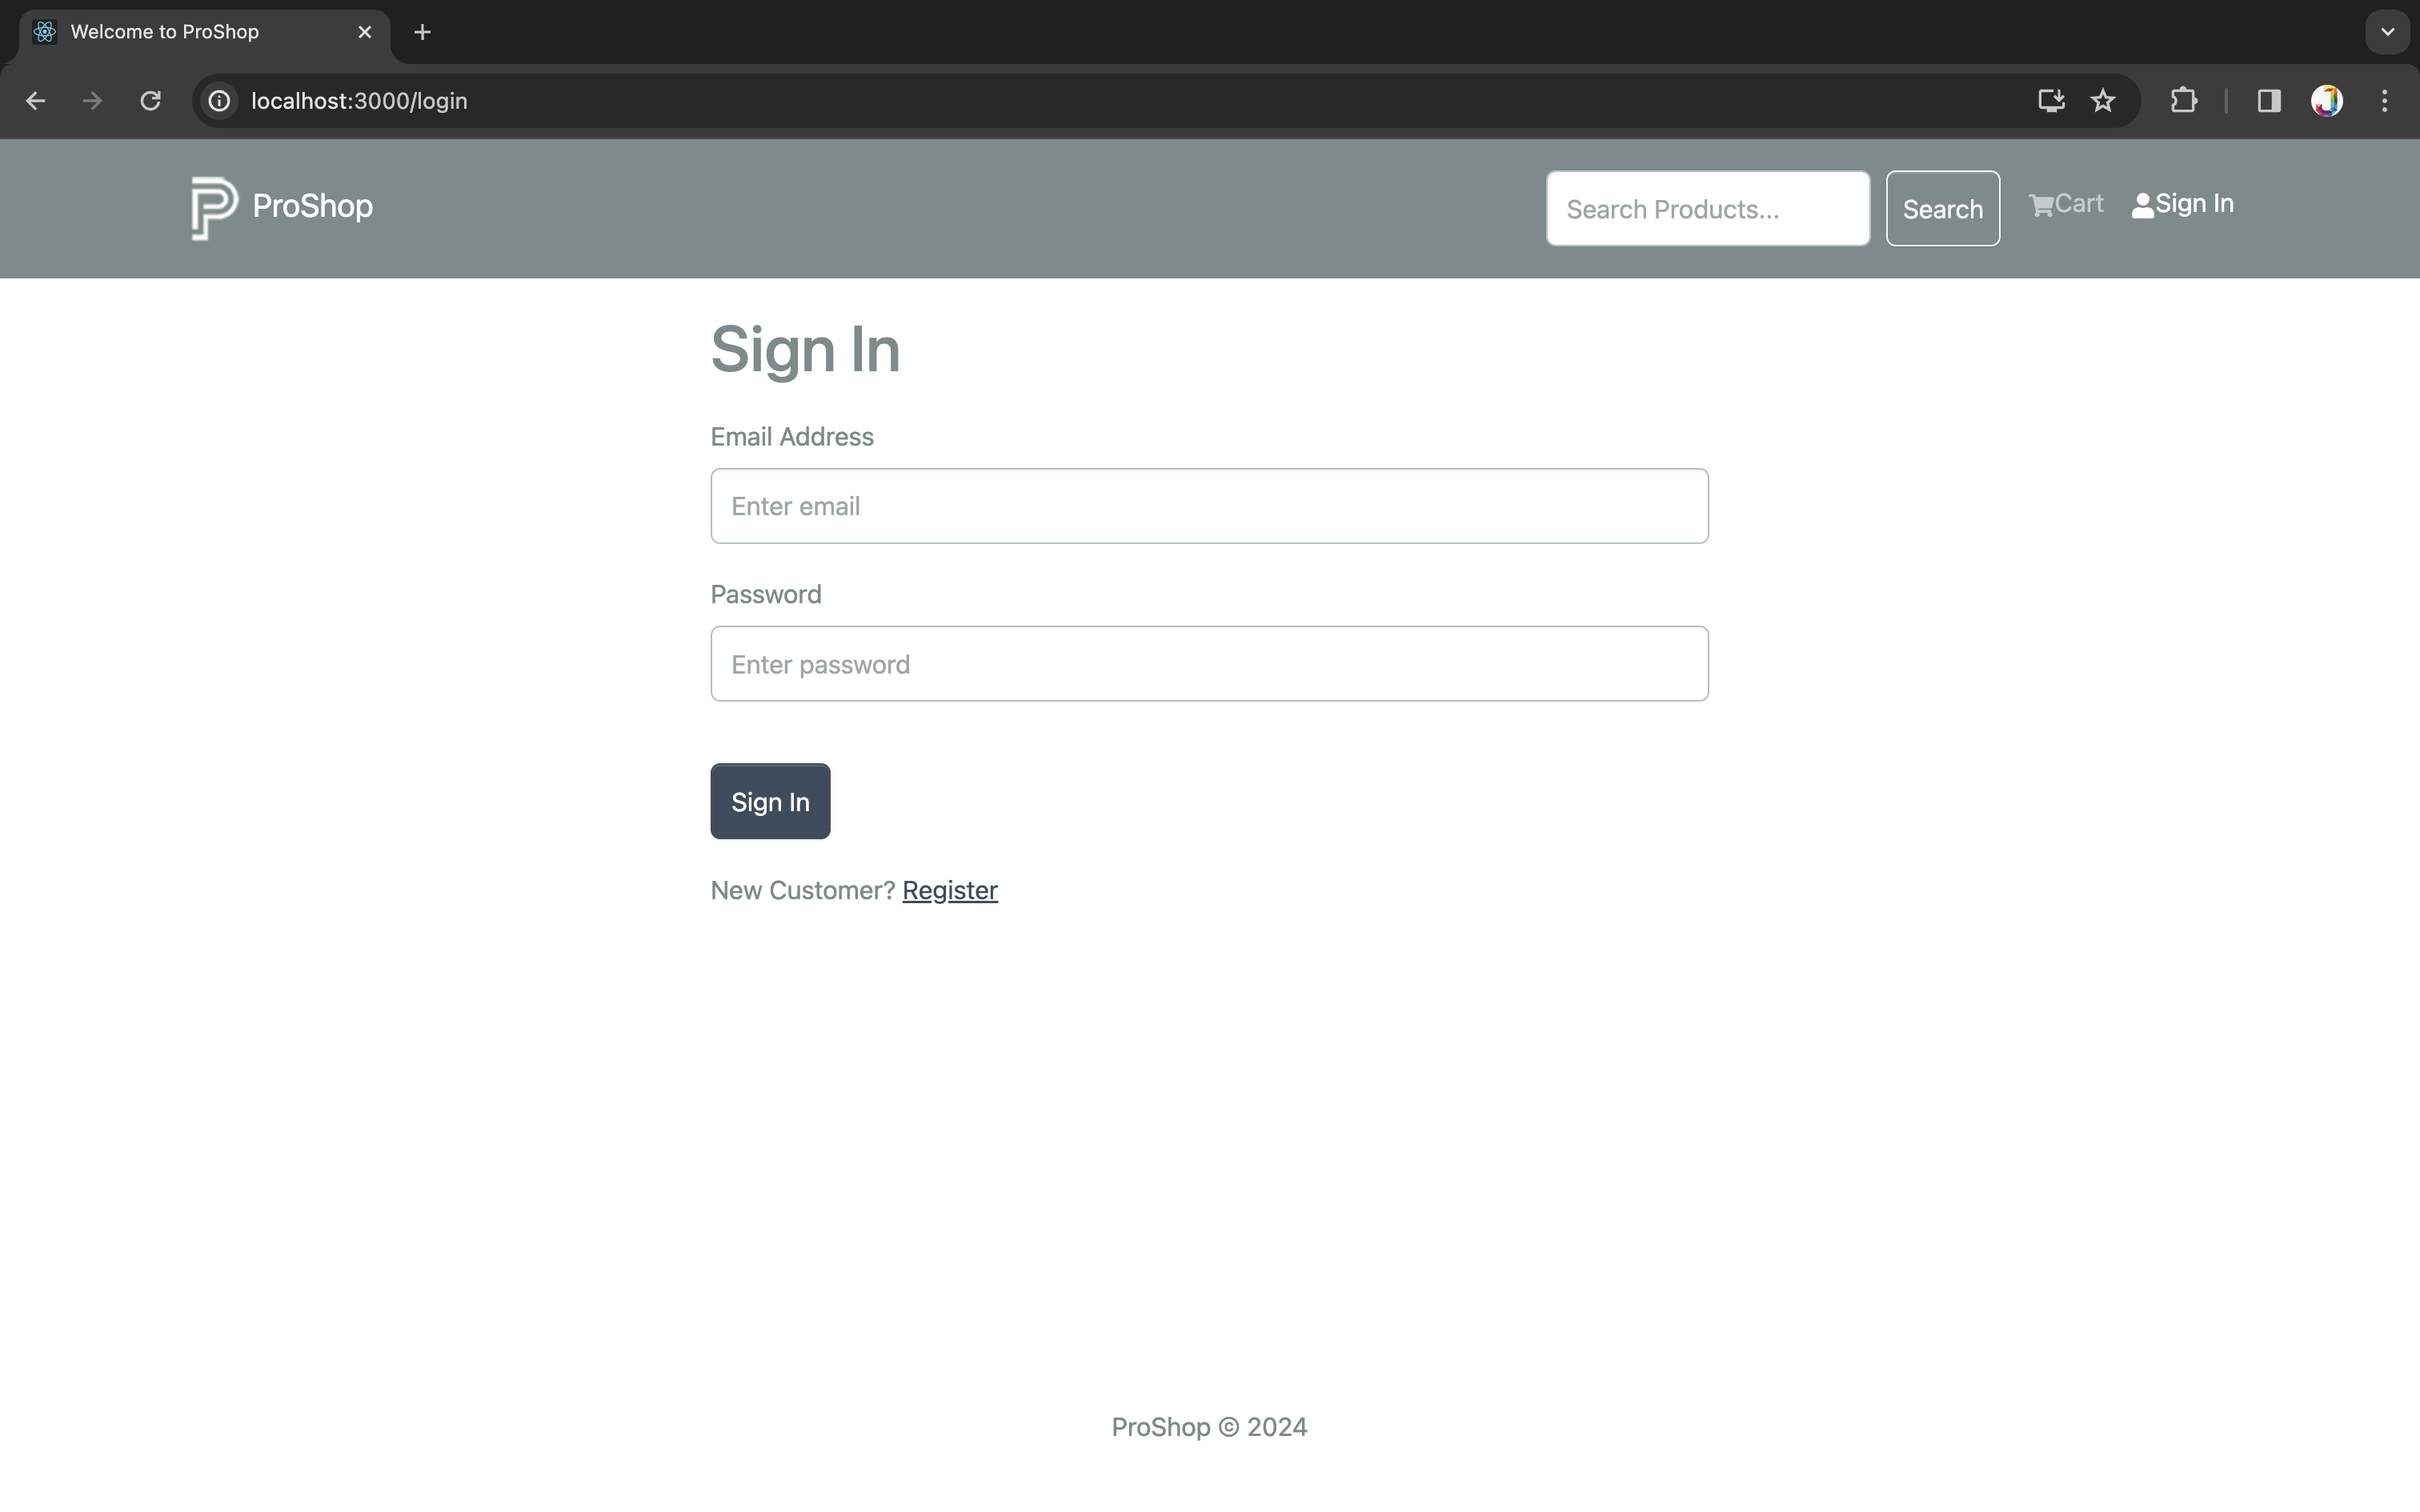 Welcome to ProShop
localhost:3000/login
ProShop
Search Products...
Search
Cart
Sign In
Sign In
Email Address
Enter email
Password
Enter password
Sign In
New Customer? Register
ProShop © 2024